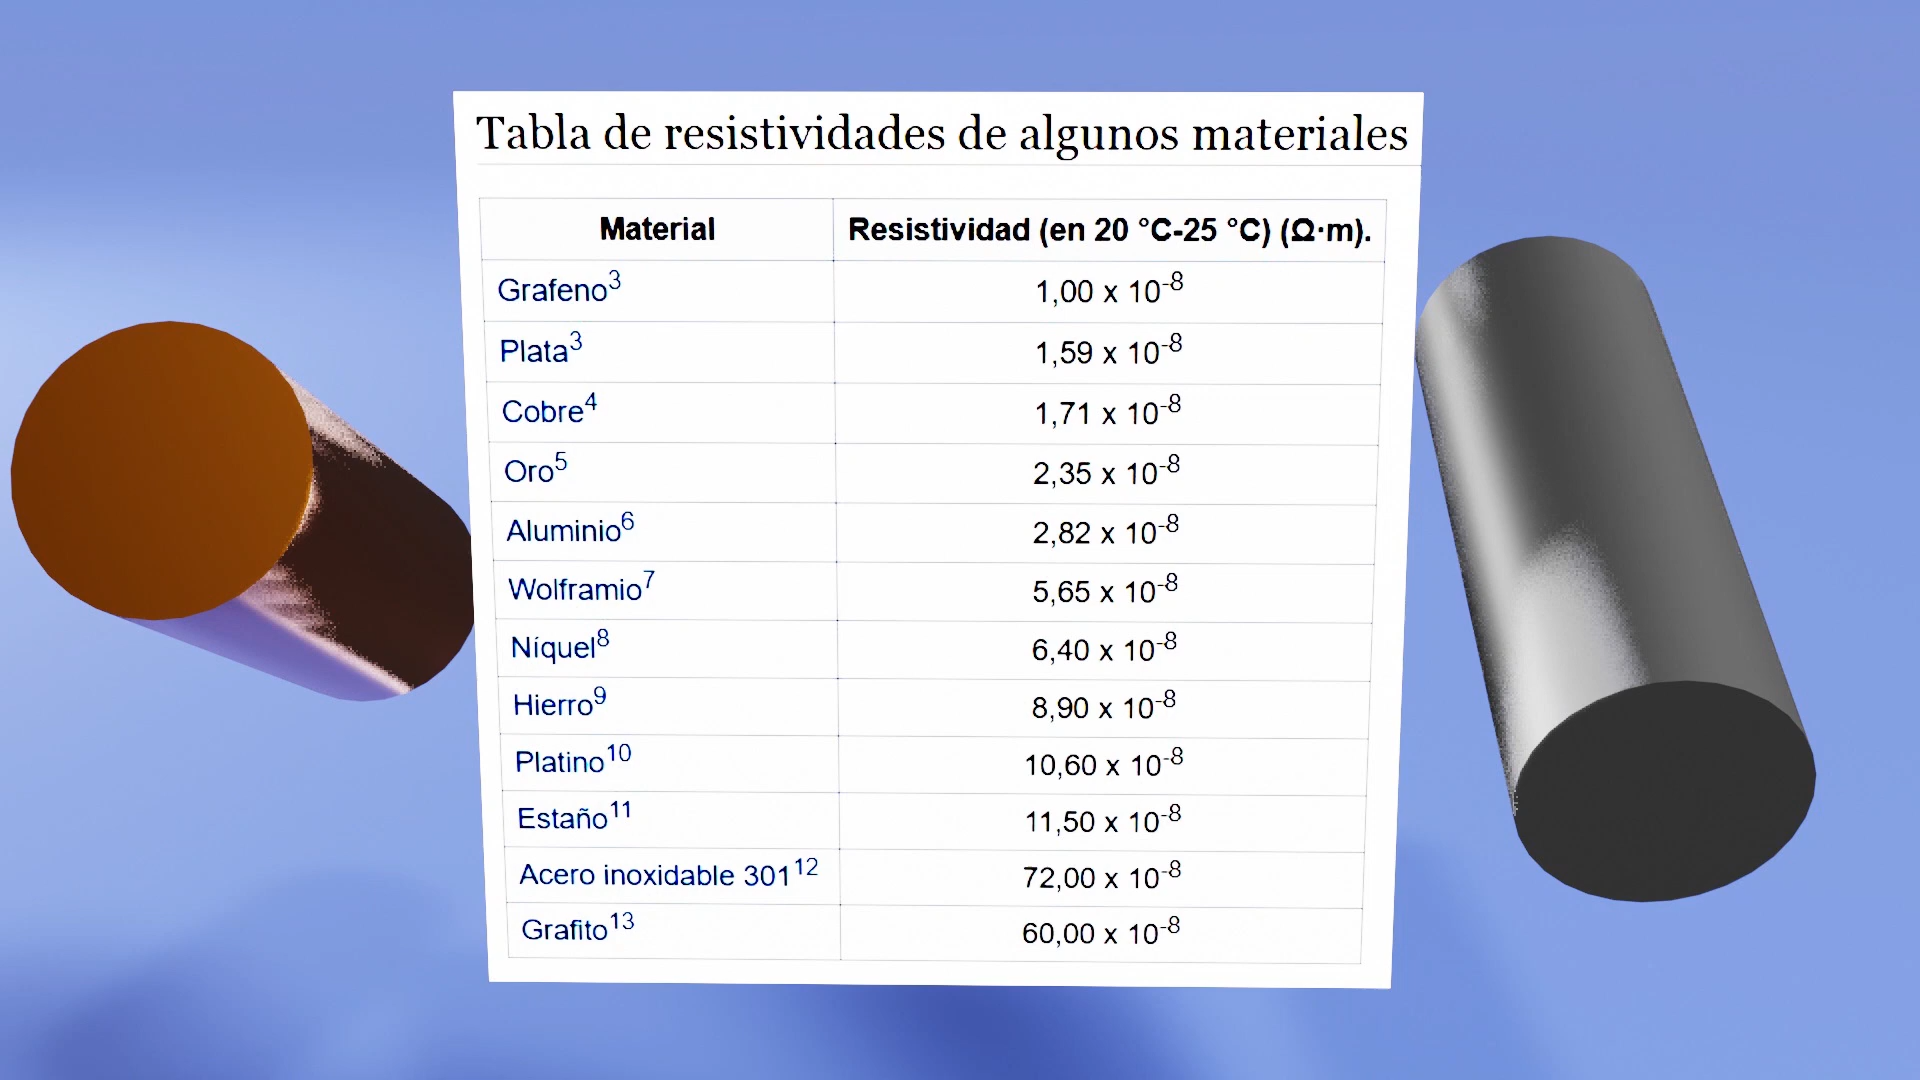 Tabla de resistividades de algunos materiales
Material Resistividad (en 20 °C-25 °C) (Ω·m).
Grafeno³ 1,00 x 10⁻⁸
Plata³ 1,59 x 10⁻⁸
Cobre⁴ 1,71 x 10⁻⁸
Oro⁵ 2,35 x 10⁻⁸
Aluminio⁶ 2,82 x 10⁻⁸
Wolframio⁷ 5,65 x 10⁻⁸
Níquel⁸ 6,40 x 10⁻⁸
Hierro⁹ 8,90 x 10⁻⁸
Platino¹⁰ 10,60 x 10⁻⁸
Estaño¹¹ 11,50 x 10⁻⁸
Acero inoxidable 301¹² 72,00 x 10⁻⁸
Grafito¹³ 60,00 x 10⁻⁸